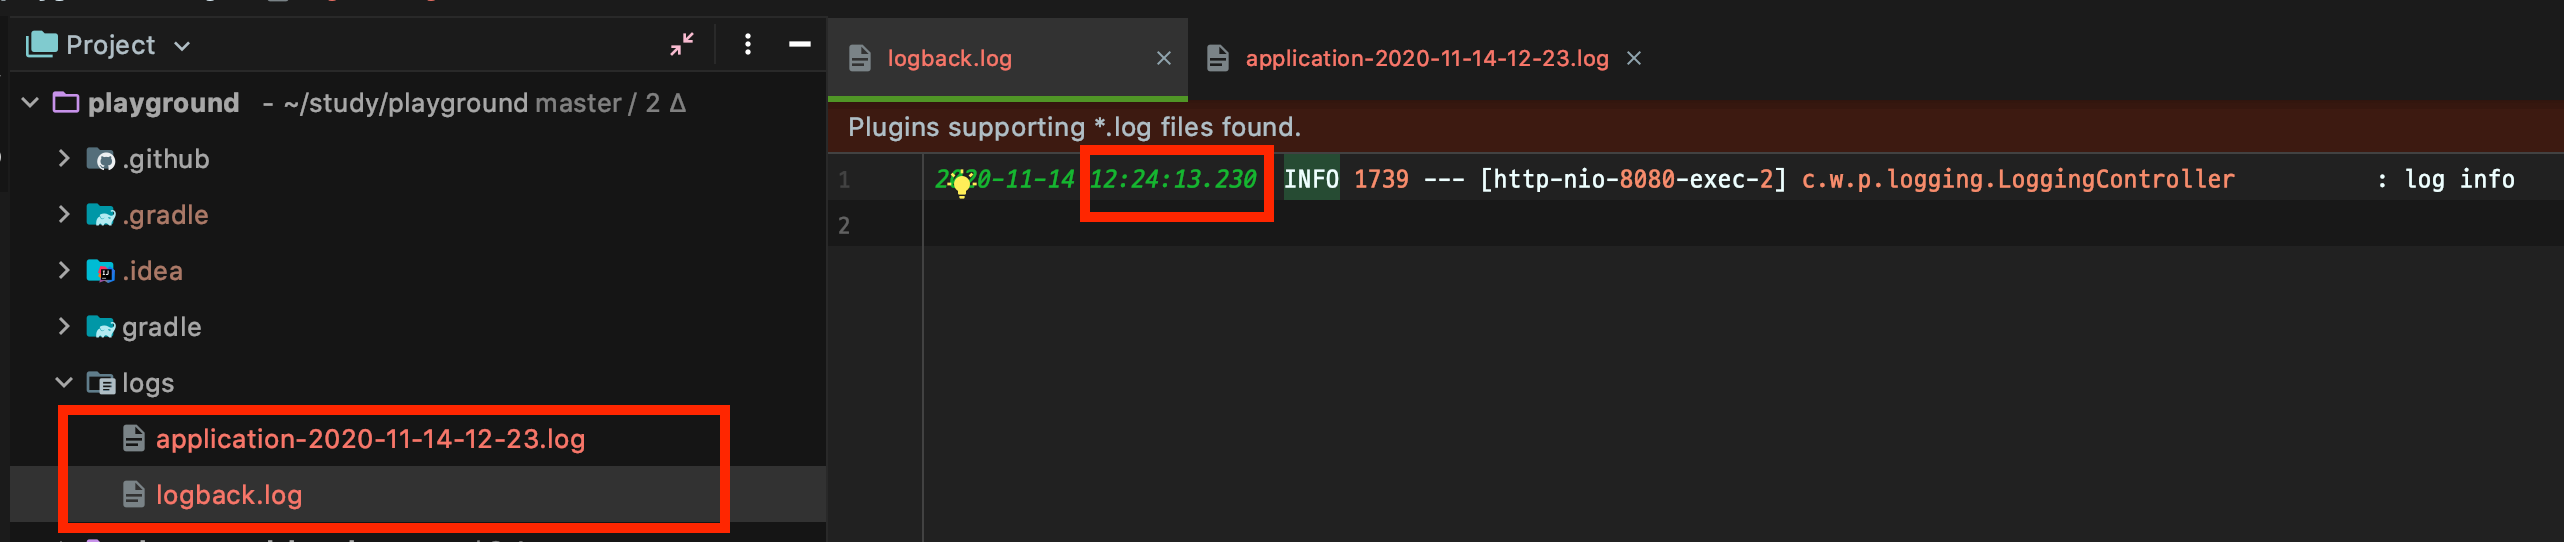 Project
playground - ~/study/playground master / 2 Δ
.github
.gradle
.idea
gradle
logs
application-2020-11-14-12-23.log
logback.log
logback.log
application-2020-11-14-12-23.log
Plugins supporting *.log files found.
1 2020-11-14 12:24:13.230 INFO 1739 --- [http-nio-8080-exec-2] c.w.p.logging.LoggingController : log info
2